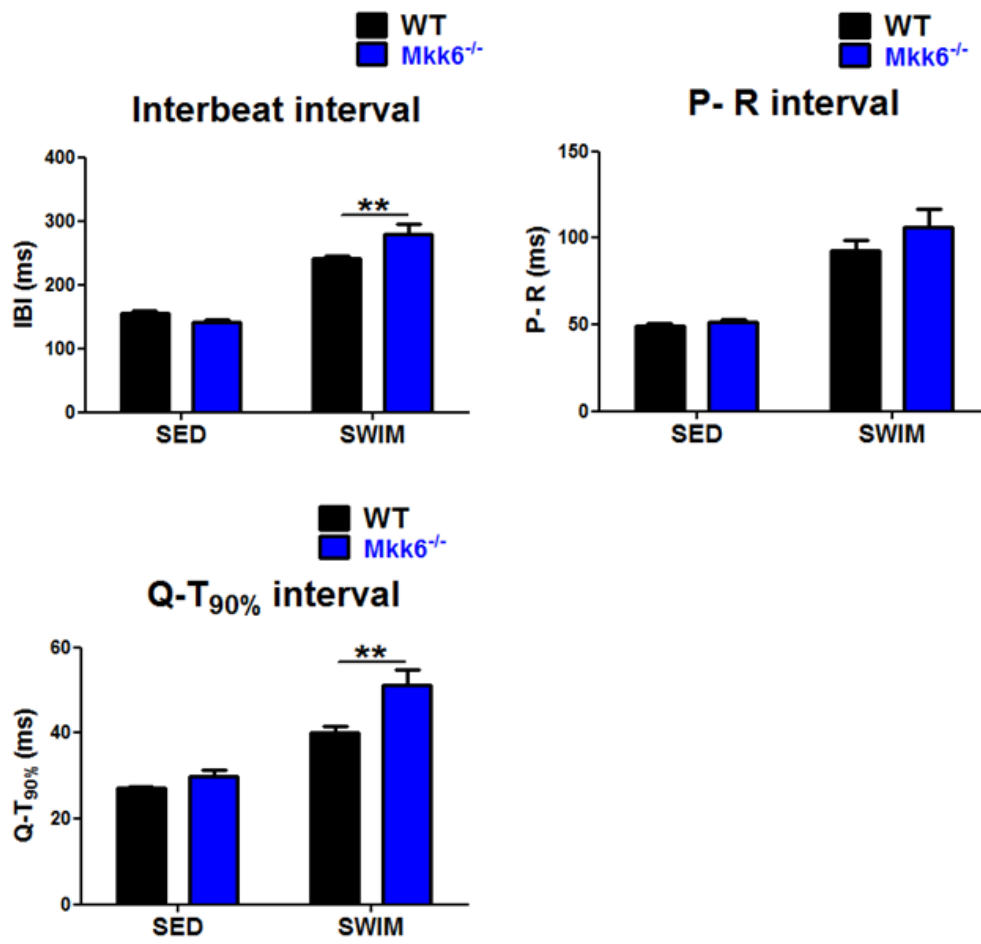 WT
Mkk6-/-
Interbeat interval
IBI (ms)
400
300
200
100
0
**
SED SWIM
WT
Mkk6-/-
P- R interval
P- R (ms)
150
100
50
0
SED SWIM
WT
Mkk6-/-
Q-T90% interval
Q-T90% (ms)
60
40
20
0
**
SED SWIM